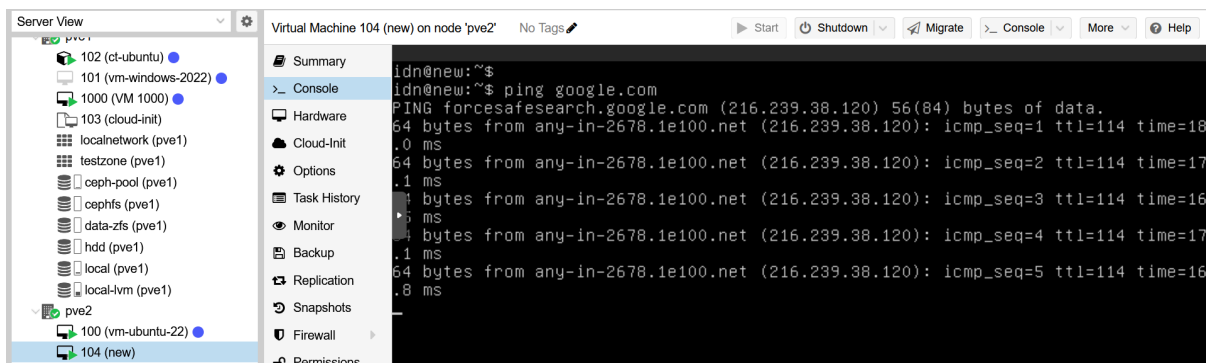 Server View
pve1
102 (ct-ubuntu)
101 (vm-windows-2022)
1000 (VM 1000)
103 (cloud-init)
localnetwork (pve1)
testzone (pve1)
ceph-pool (pve1)
cephfs (pve1)
data-zfs (pve1)
hdd (pve1)
local (pve1)
local-lvm (pve1)
pve2
100 (vm-ubuntu-22)
104 (new)
Virtual Machine 104 (new) on node 'pve2' No Tags
Start Shutdown Migrate >_ Console More Help
Summary
>_ Console
Hardware
Cloud-Init
Options
Task History
Monitor
Backup
Replication
Snapshots
Firewall
Permissions
idn@new:~$
idn@new:~$ ping google.com
PING forcesafesearch.google.com (216.239.38.120) 56(84) bytes of data.
64 bytes from any-in-2678.1e100.net (216.239.38.120): icmp_seq=1 ttl=114 time=18
.0 ms
64 bytes from any-in-2678.1e100.net (216.239.38.120): icmp_seq=2 ttl=114 time=17
.1 ms
bytes from any-in-2678.1e100.net (216.239.38.120): icmp_seq=3 ttl=114 time=16
ms
bytes from any-in-2678.1e100.net (216.239.38.120): icmp_seq=4 ttl=114 time=17
.1 ms
64 bytes from any-in-2678.1e100.net (216.239.38.120): icmp_seq=5 ttl=114 time=16
.8 ms